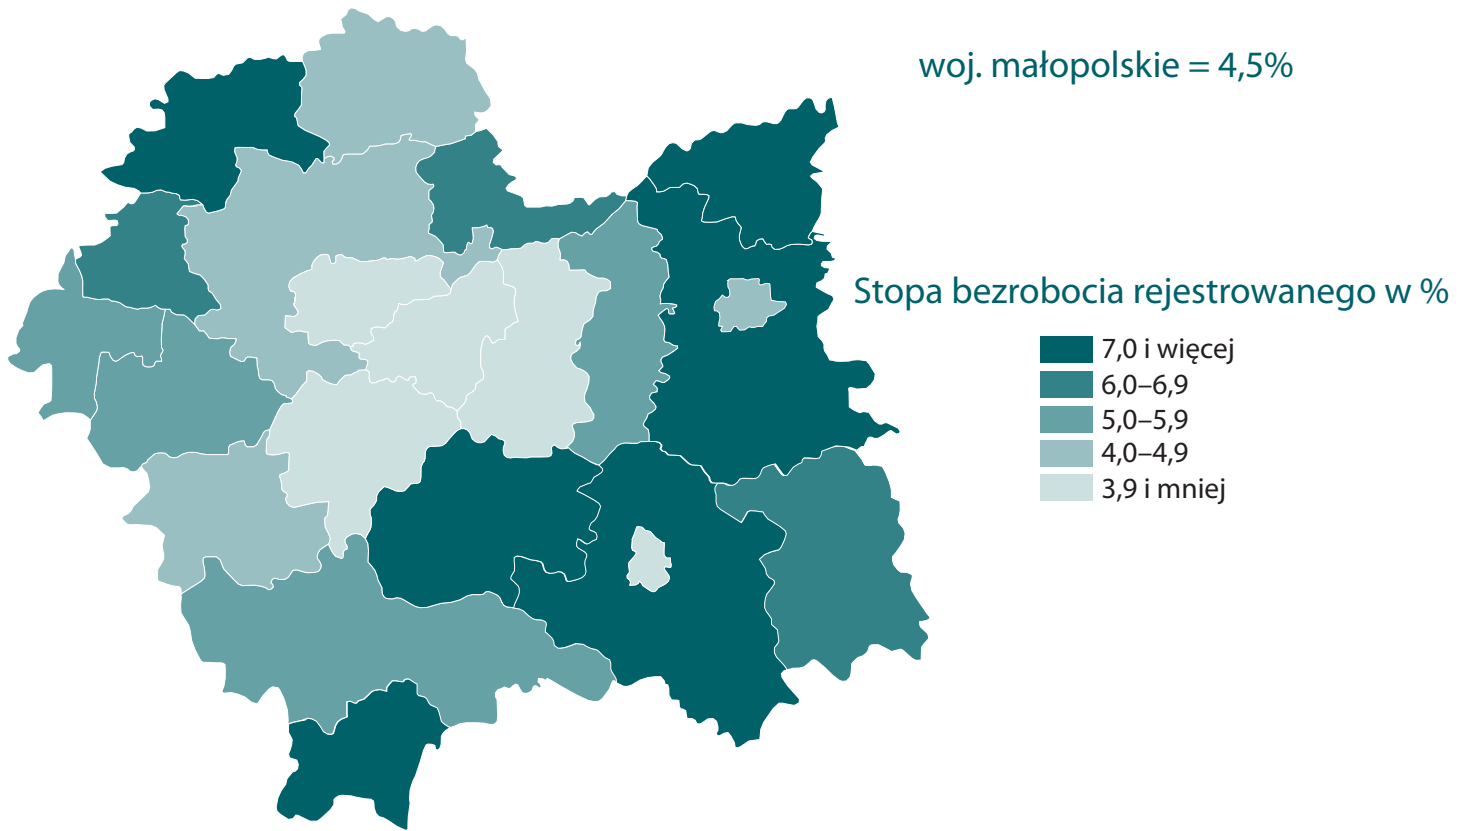 woj. małopolskie = 4,5%
Stopa bezrobocia rejestrowanego w %
7,0 i więcej
6,0–6,9
5,0–5,9
4,0–4,9
3,9 i mniej